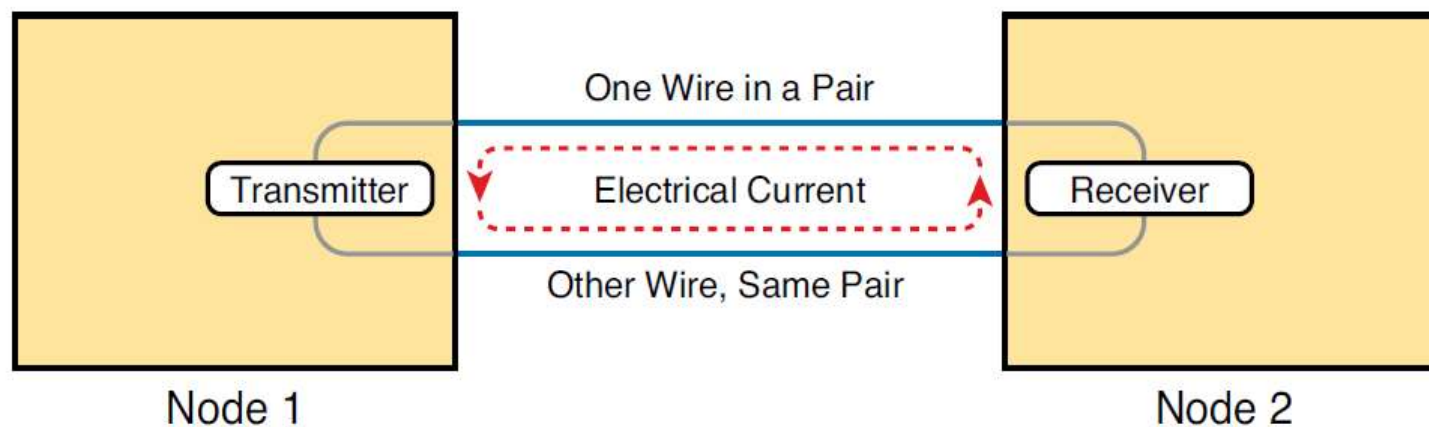 One Wire in a Pair
Transmitter
Electrical Current
Receiver
Other Wire, Same Pair
Node 1
Node 2